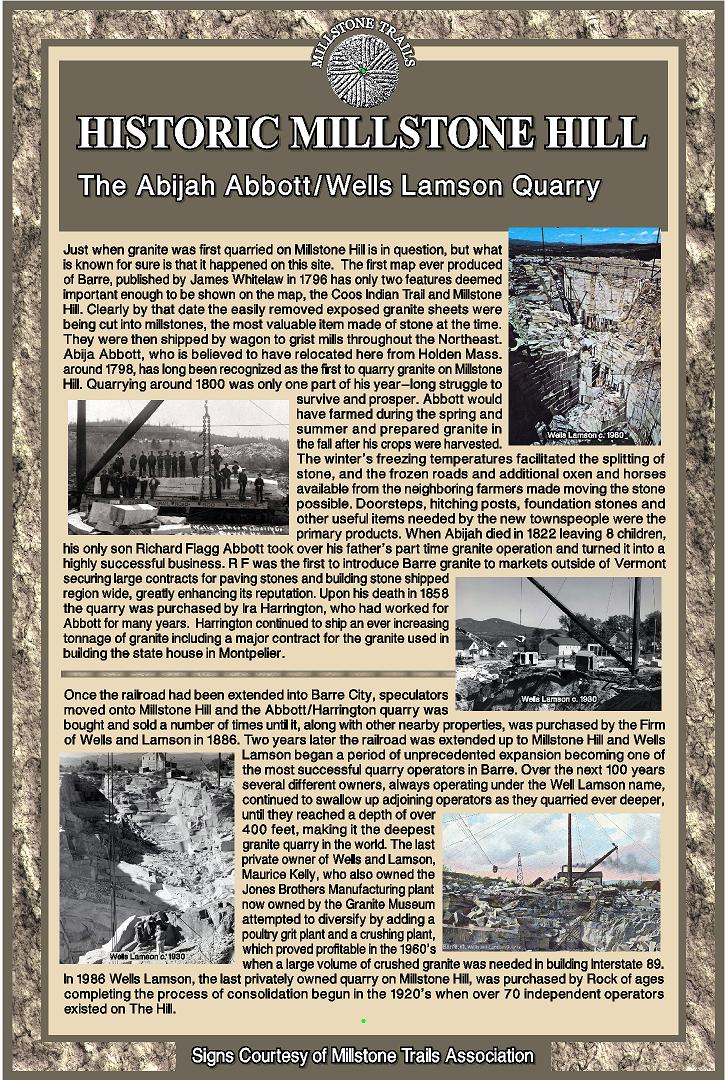 MILLSTONE TRAILS
HISTORIC MILLSTONE HILL
The Abijah Abbott/Wells Lamson Quarry
Just when granite was first quarried on Millstone Hill is in question, but what
is known for sure is that it happened on this site. The first map ever produced
of Barre, published by James Whitelaw in 1796 has only two features deemed
important enough to be shown on the map, the Coos Indian Trail and Millstone
Hill. Clearly by that date the easily removed exposed granite sheets were
being cut into millstones, the most valuable item made of stone at the time.
They were then shipped by wagon to grist mills throughout the Northeast.
Abija Abbott, who is believed to have relocated here from Holden Mass.
around 1798, has long been recognized as the first to quarry granite on Millstone
Hill. Quarrying around 1800 was only one part of his year-long struggle to
survive and prosper. Abbott would
have farmed during the spring and
summer and prepared granite in
the fall after his crops were harvested.
Wells Lamson c. 1960
The winter's freezing temperatures facilitated the splitting of
stone, and the frozen roads and additional oxen and horses
available from the neighboring farmers made moving the stone
possible. Doorsteps, hitching posts, foundation stones and
other useful items needed by the new townspeople were the
primary products. When Abijah died in 1822 leaving 8 children,
his only son Richard Flagg Abbott took over his father's part time granite operation and turned it into a
highly successful business. R F was the first to introduce Barre granite to markets outside of Vermont
securing large contracts for paving stones and building stone shipped
region wide, greatly enhancing its reputation. Upon his death in 1858
the quarry was purchased by Ira Harrington, who had worked for
Abbott for many years. Harrington continued to ship an ever increasing
tonnage of granite including a major contract for the granite used in
building the state house in Montpelier.
Wells Lamson c. 1930
Once the railroad had been extended into Barre City, speculators
moved onto Millstone Hill and the Abbott/Harrington quarry was
bought and sold a number of times until it, along with other nearby properties, was purchased by the Firm
of Wells and Lamson in 1886. Two years later the railroad was extended up to Millstone Hill and Wells
Lamson began a period of unprecedented expansion becoming one of
the most successful quarry operators in Barre. Over the next 100 years
several different owners, always operating under the Well Lamson name,
continued to swallow up adjoining operators as they quarried ever deeper,
until they reached a depth of over
400 feet, making it the deepest
granite quarry in the world. The last
private owner of Wells and Lamson,
Maurice Kelly, who also owned the
Jones Brothers Manufacturing plant
now owned by the Granite Museum
attempted to diversify by adding a
poultry grit plant and a crushing plant,
which proved profitable in the 1960's
Wells Lamson c. 1930
Barre, Vt. Wells and Lamson Quarry
when a large volume of crushed granite was needed in building Interstate 89.
In 1986 Wells Lamson, the last privately owned quarry on Millstone Hill, was purchased by Rock of ages
completing the process of consolidation begun in the 1920's when over 70 independent operators
existed on The Hill.
Signs Courtesy of Millstone Trails Association